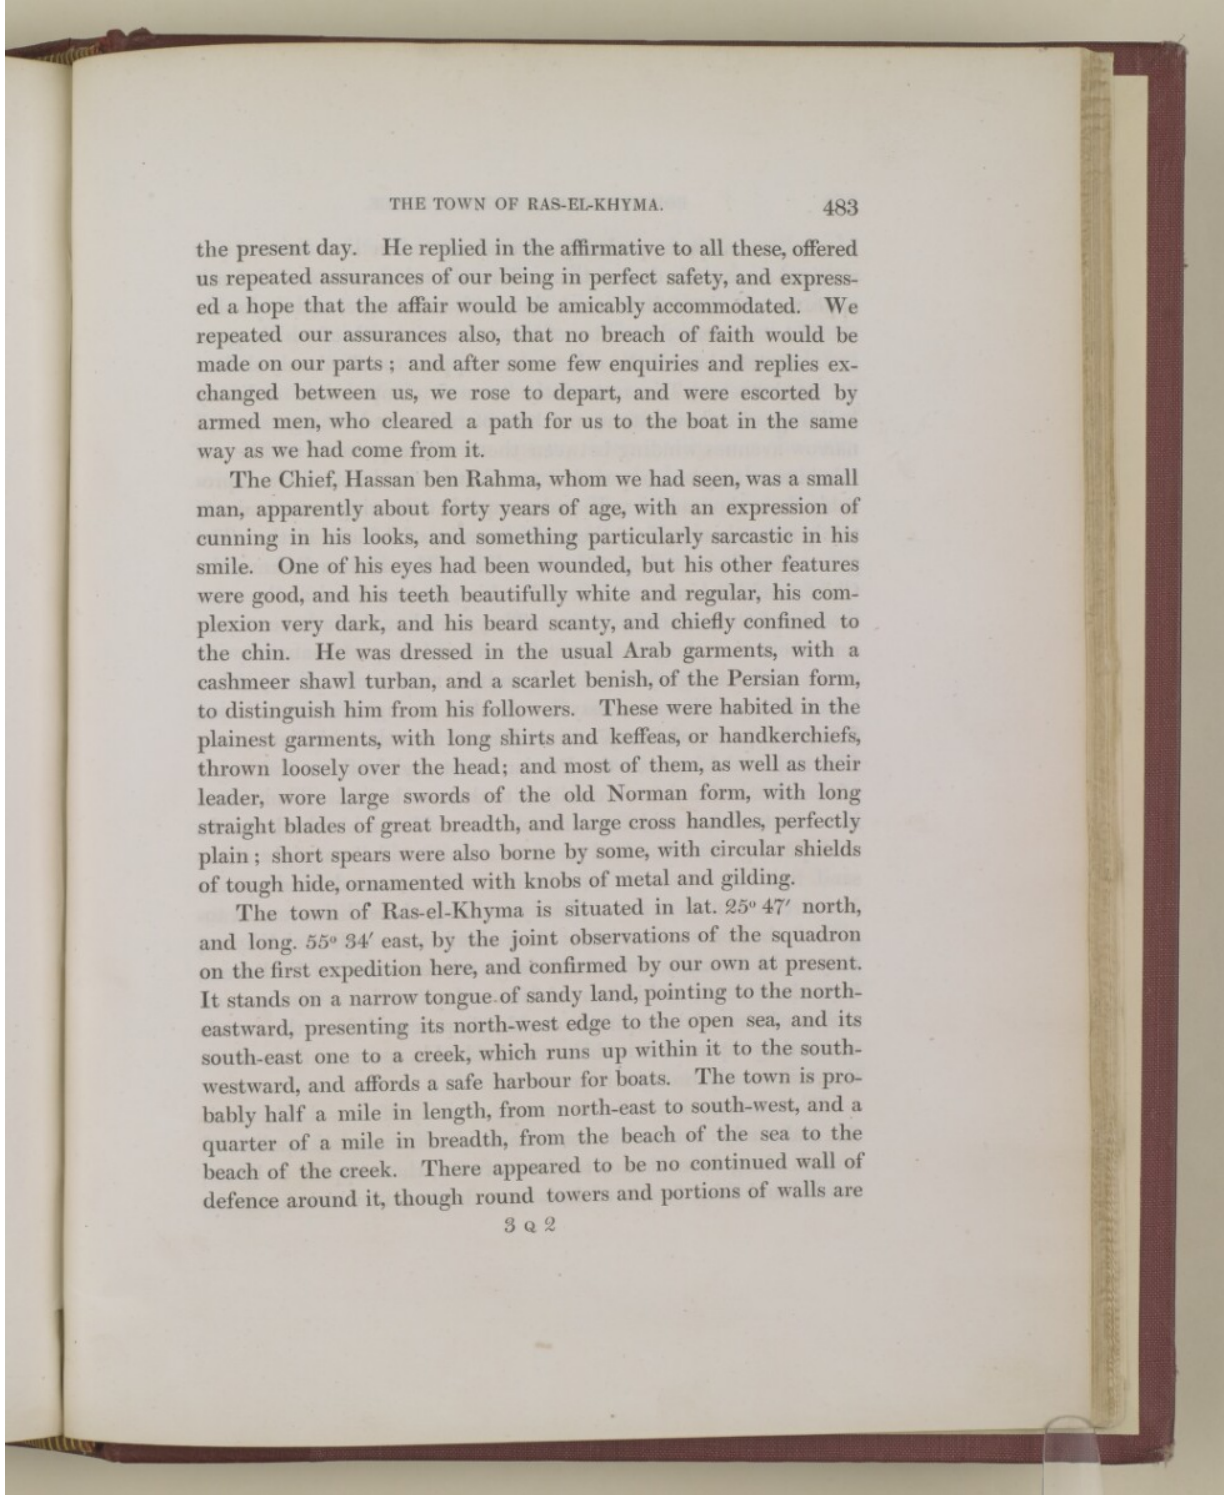 THE TOWN OF RAS-EL-KHYMA. 483
the present day. He replied in the affirmative to all these, offered
us repeated assurances of our being in perfect safety, and express-
ed a hope that the affair would be amicably accommodated. We
repeated our assurances also, that no breach of faith would be
made on our parts ; and after some few enquiries and replies ex-
changed between us, we rose to depart, and were escorted by
armed men, who cleared a path for us to the boat in the same
way as we had come from it.
The Chief, Hassan ben Rahma, whom we had seen, was a small
man, apparently about forty years of age, with an expression of
cunning in his looks, and something particularly sarcastic in his
smile. One of his eyes had been wounded, but his other features
were good, and his teeth beautifully white and regular, his com-
plexion very dark, and his beard scanty, and chiefly confined to
the chin. He was dressed in the usual Arab garments, with a
cashmeer shawl turban, and a scarlet benish, of the Persian form,
to distinguish him from his followers. These were habited in the
plainest garments, with long shirts and keffeas, or handkerchiefs,
thrown loosely over the head; and most of them, as well as their
leader, wore large swords of the old Norman form, with long
straight blades of great breadth, and large cross handles, perfectly
plain ; short spears were also borne by some, with circular shields
of tough hide, ornamented with knobs of metal and gilding.
The town of Ras-el-Khyma is situated in lat. 25° 47′ north,
and long. 55° 34′ east, by the joint observations of the squadron
on the first expedition here, and confirmed by our own at present.
It stands on a narrow tongue of sandy land, pointing to the north-
eastward, presenting its north-west edge to the open sea, and its
south-east one to a creek, which runs up within it to the south-
westward, and affords a safe harbour for boats. The town is pro-
bably half a mile in length, from north-east to south-west, and a
quarter of a mile in breadth, from the beach of the sea to the
beach of the creek. There appeared to be no continued wall of
defence around it, though round towers and portions of walls are
3 Q 2